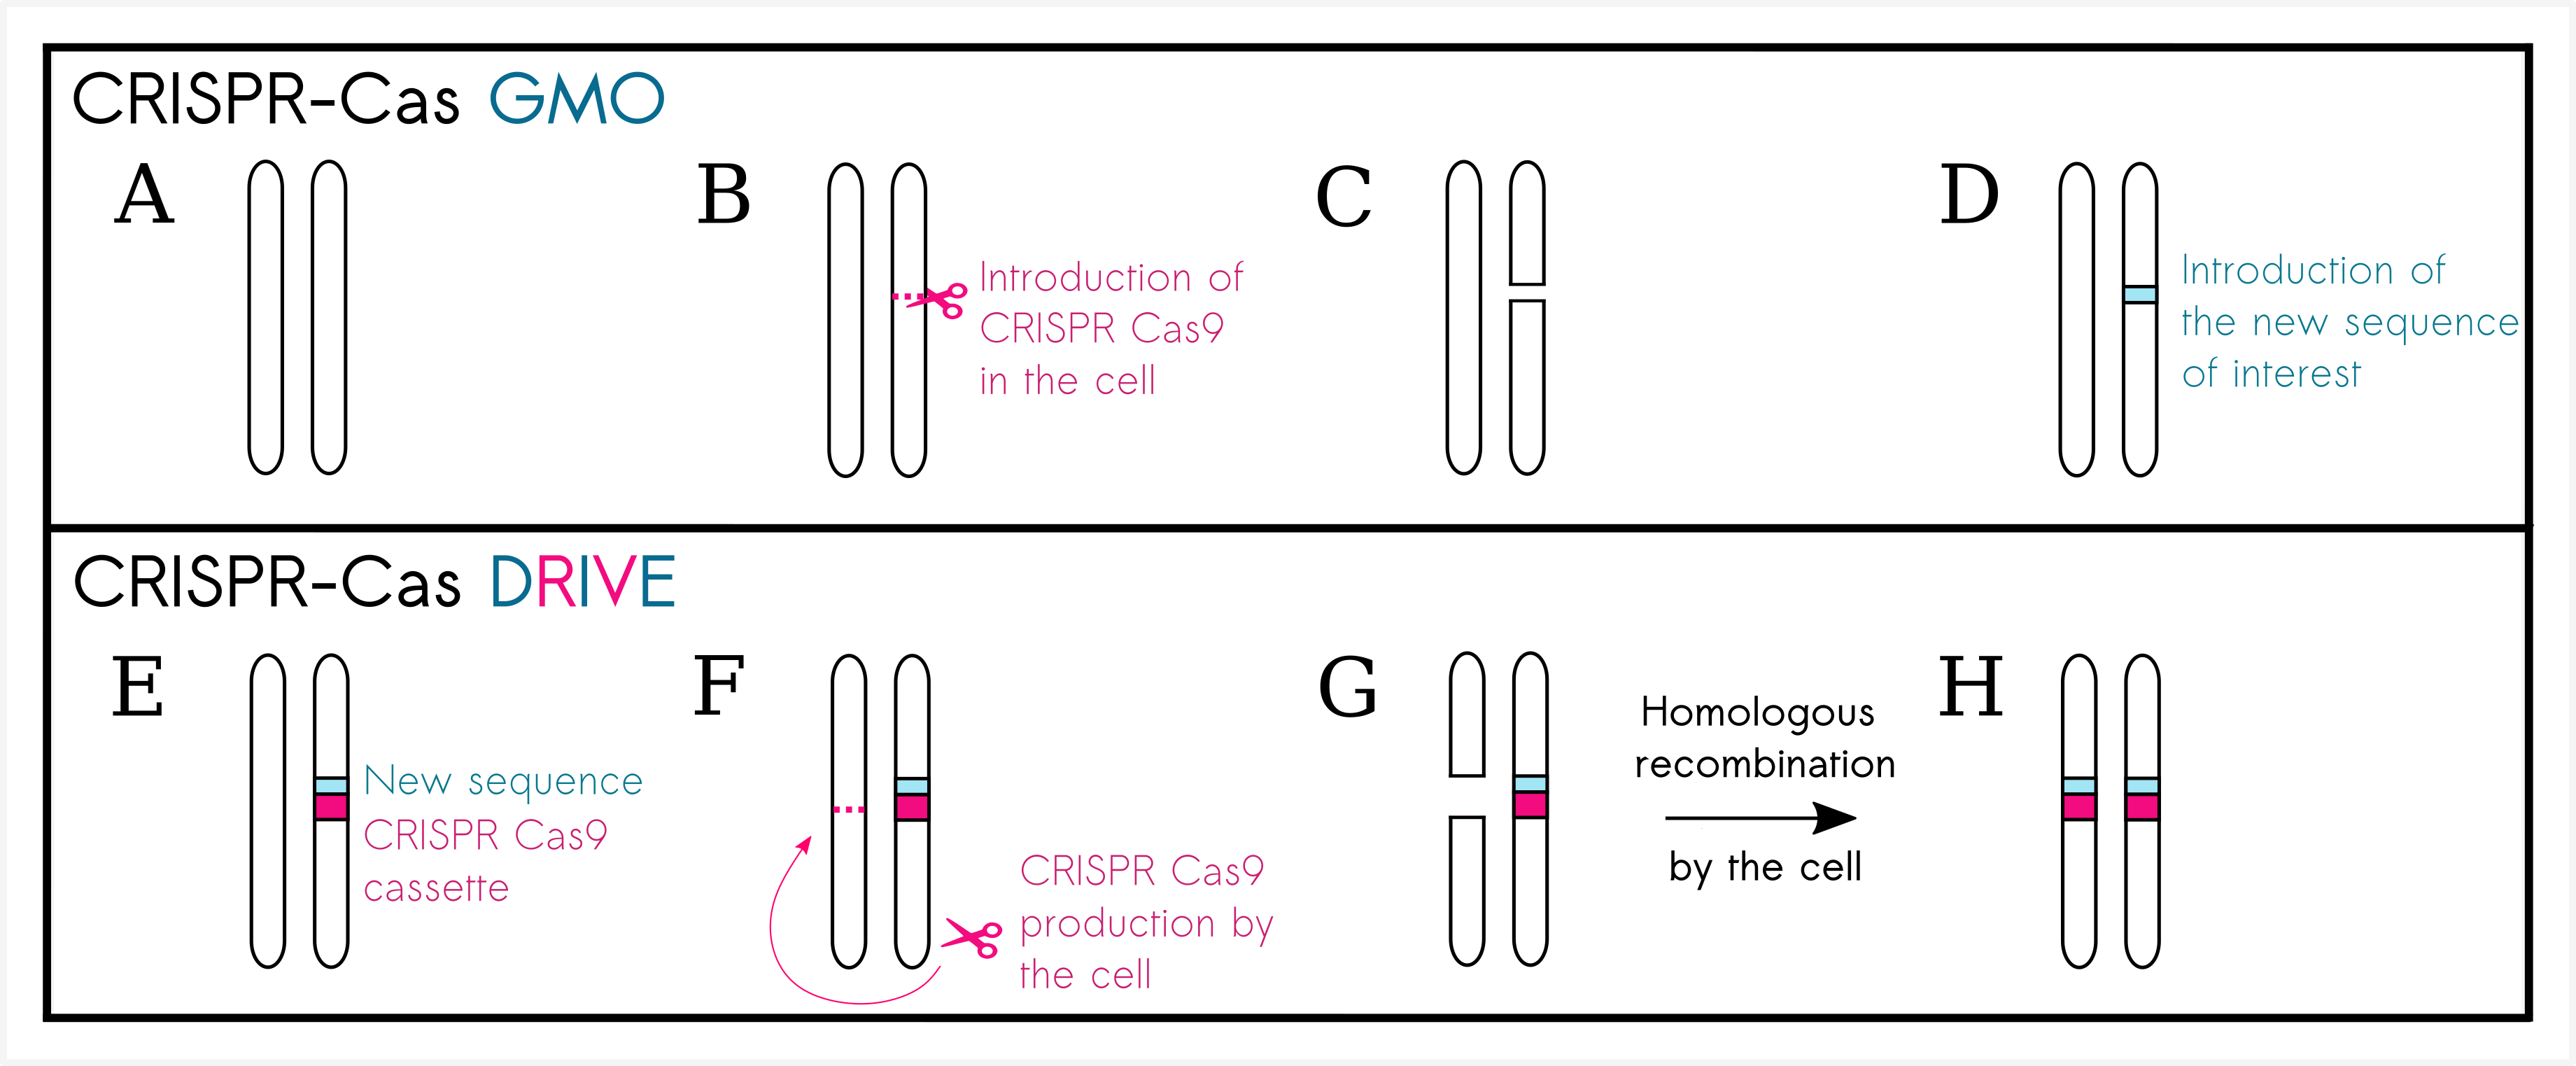 CRISPR-Cas GMO
A
B
C
D
Introduction of
CRISPR Cas9
in the cell
Introduction of
the new sequence
of interest
CRISPR-Cas DRIVE
E
New sequence
CRISPR Cas9
cassette
F
CRISPR Cas9
production by
the cell
G
Homologous
recombination
by the cell
H